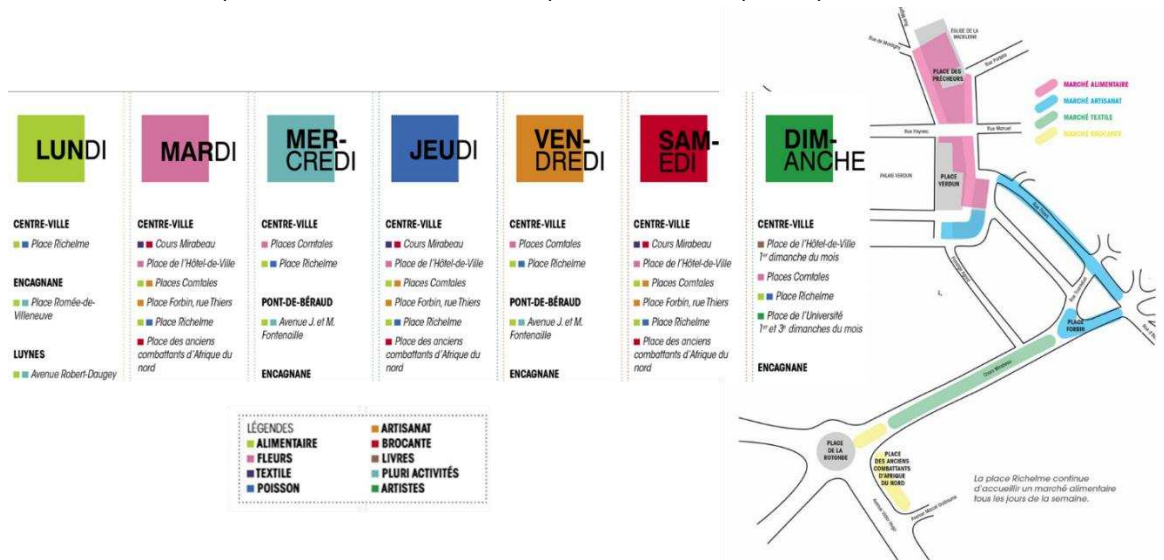 LUNDI
CENTRE-VILLE
Place Richelme
ENCAGNANE
Place Romée-de-
Villeneuve
LUYNES
Avenue Robert-Daugey
MARDI
CENTRE-VILLE
Cours Mirabeau
Place de l'Hôtel-de-Ville
Places Comtales
Place Forbin, rue Thiers
Place Richelme
Place des anciens
combattants d'Afrique du
nord
MER-
CREDI
CENTRE-VILLE
Places Comtales
Place Richelme
PONT-DE-BÉRAUD
Avenue J. et M.
Fontenaille
ENCAGNANE
JEUDI
CENTRE-VILLE
Cours Mirabeau
Place de l'Hôtel-de-Ville
Places Comtales
Place Forbin, rue Thiers
Place Richelme
Place des anciens
combattants d'Afrique du
nord
VEN-
DREDI
CENTRE-VILLE
Places Comtales
Place Richelme
PONT-DE-BÉRAUD
Avenue J. et M.
Fontenaille
ENCAGNANE
SAM-
EDI
CENTRE-VILLE
Cours Mirabeau
Place de l'Hôtel-de-Ville
Places Comtales
Place Forbin, rue Thiers
Place Richelme
Place des anciens
combattants d'Afrique du
nord
DIM-
ANCHE
CENTRE-VILLE
Place de l'Hôtel-de-Ville
1er dimanche du mois
Places Comtales
Place Richelme
Place de l'Université
1er et 3e dimanches du mois
ENCAGNANE
LÉGENDES
ALIMENTAIRE
FLEURS
TEXTILE
POISSON
ARTISANAT
BROCANTE
LIVRES
PLURI ACTIVITÉS
ARTISTES
ÉGLISE DE LA
MADELEINE
PLACE DES
PRÊCHEURS
MARCHÉ ALIMENTAIRE
MARCHÉ ARTISANAT
MARCHÉ TEXTILE
MARCHÉ BROCANTE
Rue Manuel
PALAIS VERDUN
PLACE
VERDUN
Rue Thiers
PLACE
FORBIN
Cours Mirabeau
PLACE
DE LA
ROTONDE
PLACE
DES ANCIENS
COMBATTANTS
D'AFRIQUE
DU NORD
Avenue Victor Hugo
La place Richelme continue
d'accueillir un marché alimentaire
tous les jours de la semaine.